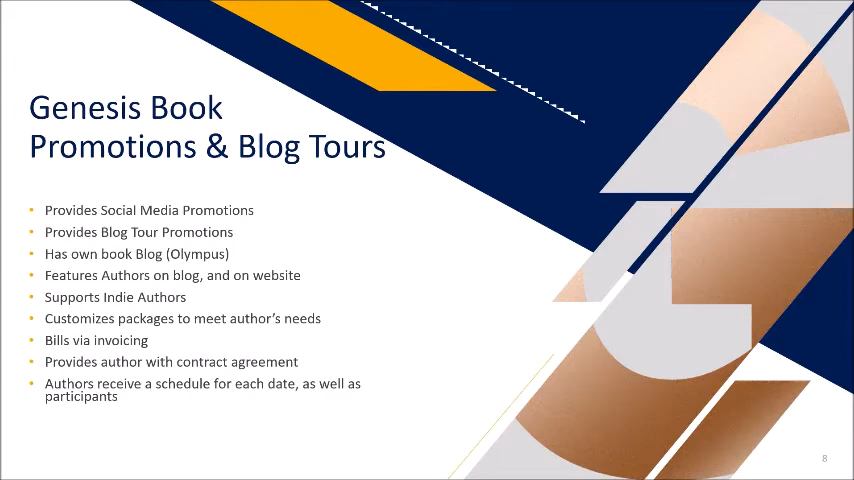 Genesis Book
Promotions & Blog Tours
• Provides Social Media Promotions
• Provides Blog Tour Promotions
• Has own book Blog (Olympus)
• Features Authors on blog, and on website
• Supports Indie Authors
• Customizes packages to meet author’s needs
• Bills via invoicing
• Provides author with contract agreement
• Authors receive a schedule for each date, as well as
participants
8